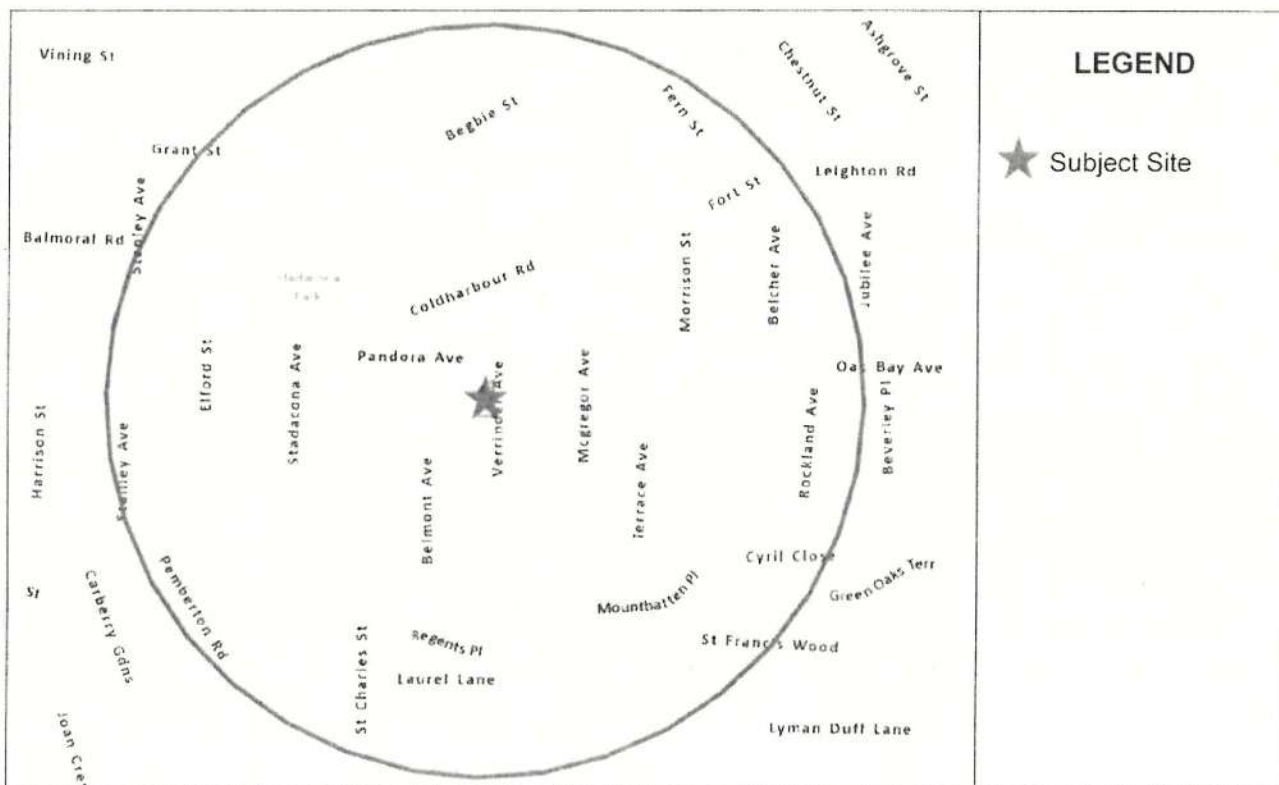 Vining St
Ashgrove St
Chestnut St
Fern St
Begbie St
Grant St
Leighton Rd
Fort St
Stanley Ave
Balmoral Rd
Jubilee Ave
Belcher Ave
Morrison St
Coldharbour Rd
Park
Pandora Ave
Oak Bay Ave
Elford St
Stadacona Ave
Verrinder Ave
Mcgregor Ave
Rockland Ave
Beverley Pl
Harrison St
Stanley Ave
Belmont Ave
Terrace Ave
Cyril Close
Green Oaks Terr
St
Carberry Gdns
Pemberton Rd
Mountbatten Pl
St Charles St
Regents Pl
Laurel Lane
St Francis Wood
Lyman Duff Lane
Joan Cre
LEGEND
Subject Site